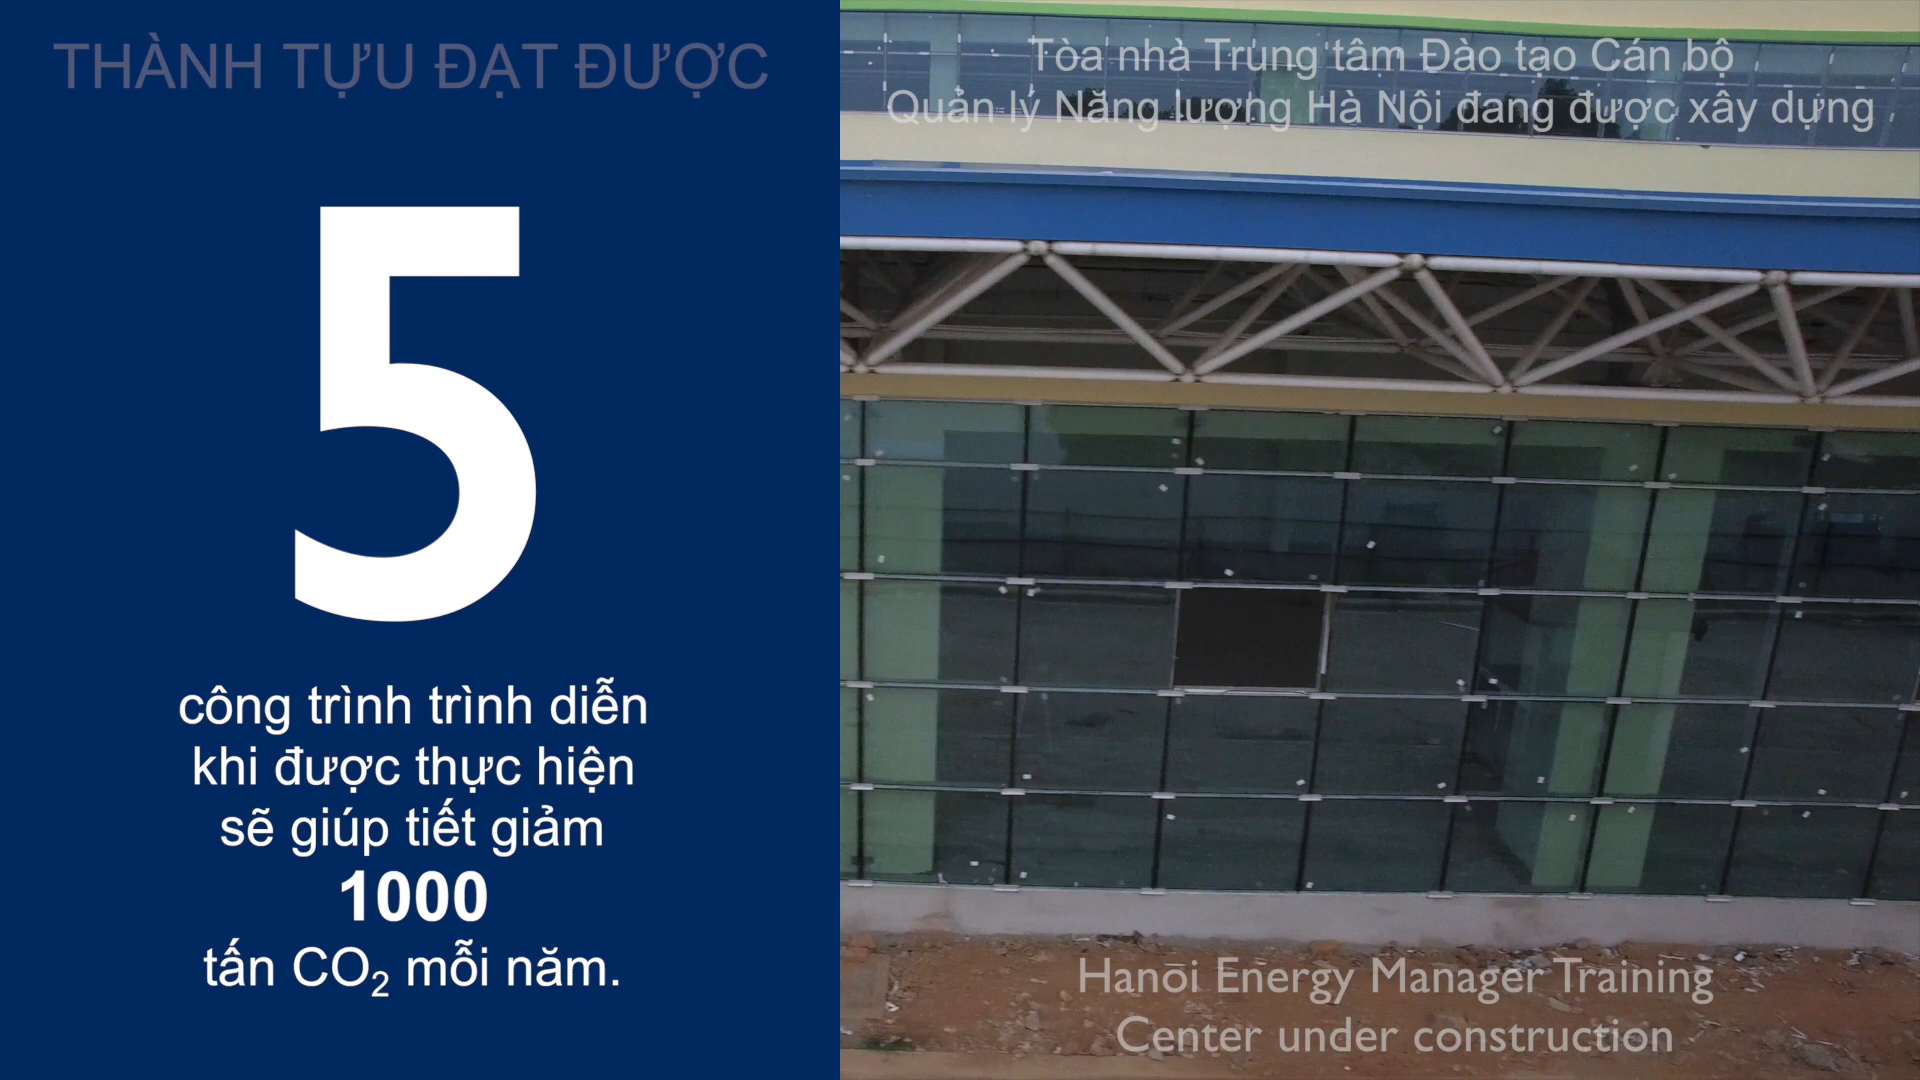 THÀNH TỰU ĐẠT ĐƯỢC
5
công trình trình diễn
khi được thực hiện
sẽ giúp tiết giảm
1000
tấn CO₂ mỗi năm.
Tòa nhà Trung tâm Đào tạo Cán bộ
Quản lý Năng lượng Hà Nội đang được xây dựng
Hanoi Energy Manager Training
Center under construction